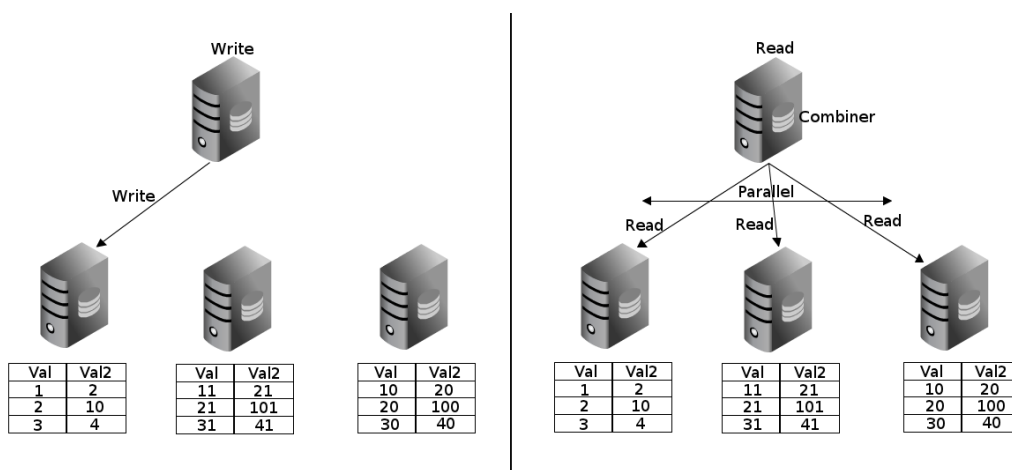 Write
Write
Val Val2
1 2
2 10
3 4
Val Val2
11 21
21 101
31 41
Val Val2
10 20
20 100
30 40
Read
Combiner
Parallel
Read
Read
Read
Val Val2
1 2
2 10
3 4
Val Val2
11 21
21 101
31 41
Val Val2
10 20
20 100
30 40